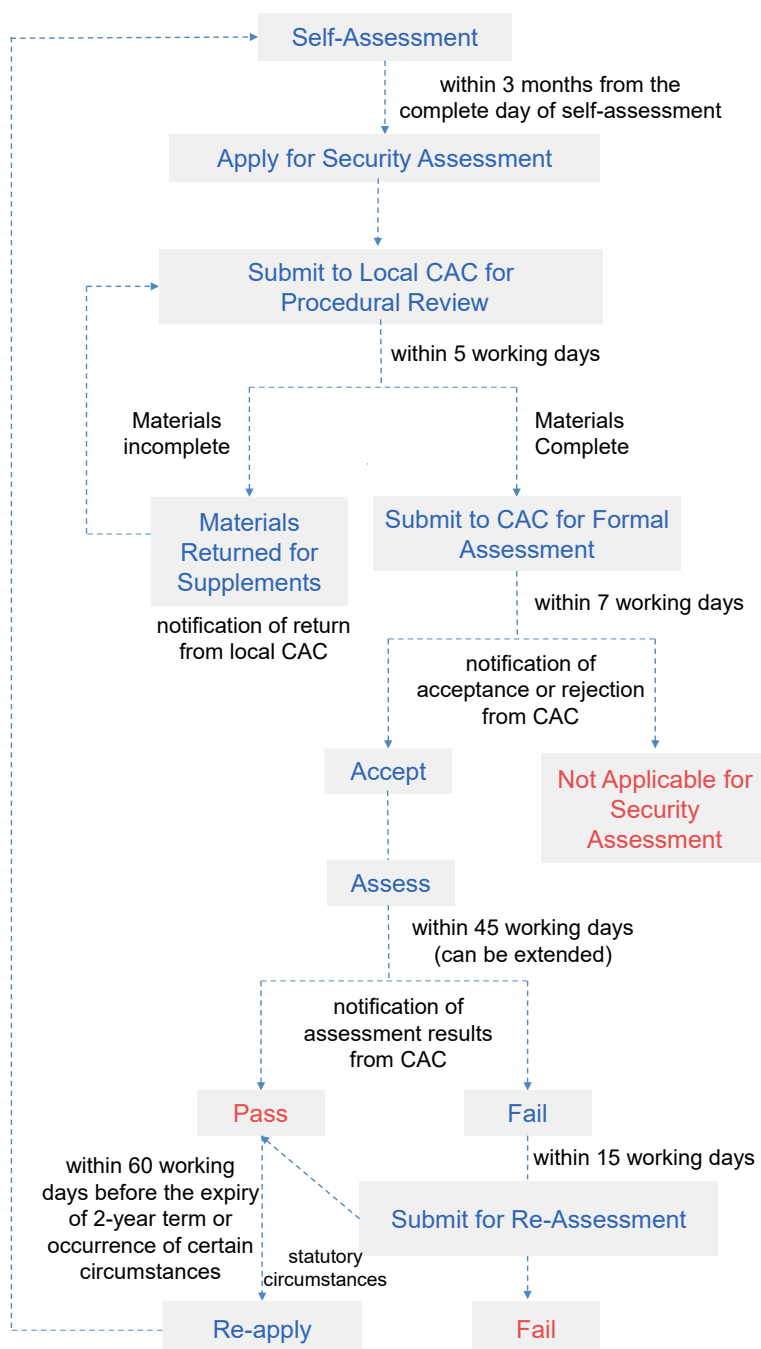 Self-Assessment
within 3 months from the
complete day of self-assessment
Apply for Security Assessment
Submit to Local CAC for
Procedural Review
within 5 working days
Materials
incomplete
Materials
Complete
Materials
Returned for
Supplements
Submit to CAC for Formal
Assessment
notification of return
from local CAC
within 7 working days
notification of
acceptance or rejection
from CAC
Accept
Not Applicable for
Security
Assessment
Assess
within 45 working days
(can be extended)
notification of
assessment results
from CAC
Pass
Fail
within 60 working
days before the expiry
of 2-year term or
occurrence of certain
circumstances
within 15 working days
Submit for Re-Assessment
statutory
circumstances
Re-apply
Fail